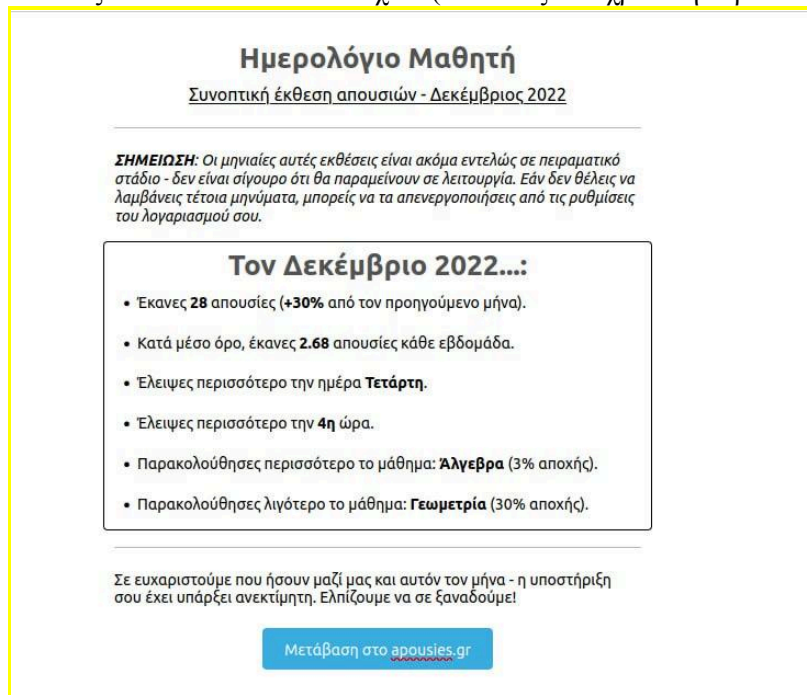 Ημερολόγιο Μαθητή
Συνοπτική έκθεση απουσιών - Δεκέμβριος 2022
ΣΗΜΕΙΩΣΗ: Οι μηνιαίες αυτές εκθέσεις είναι ακόμα εντελώς σε πειραματικό
στάδιο - δεν είναι σίγουρο ότι θα παραμείνουν σε λειτουργία. Εάν δεν θέλεις να
λαμβάνεις τέτοια μηνύματα, μπορείς να τα απενεργοποιήσεις από τις ρυθμίσεις
του λογαριασμού σου.
Τον Δεκέμβριο 2022...:
• Έκανες 28 απουσίες (+30% από τον προηγούμενο μήνα).
• Κατά μέσο όρο, έκανες 2.68 απουσίες κάθε εβδομάδα.
• Έλειψες περισσότερο την ημέρα Τετάρτη.
• Έλειψες περισσότερο την 4η ώρα.
• Παρακολούθησες περισσότερο το μάθημα: Άλγεβρα (3% αποχής).
• Παρακολούθησες λιγότερο το μάθημα: Γεωμετρία (30% αποχής).
Σε ευχαριστούμε που ήσουν μαζί μας και αυτόν τον μήνα - η υποστήριξη
σου έχει υπάρξει ανεκτίμητη. Ελπίζουμε να σε ξαναδούμε!
Μετάβαση στο apousies.gr